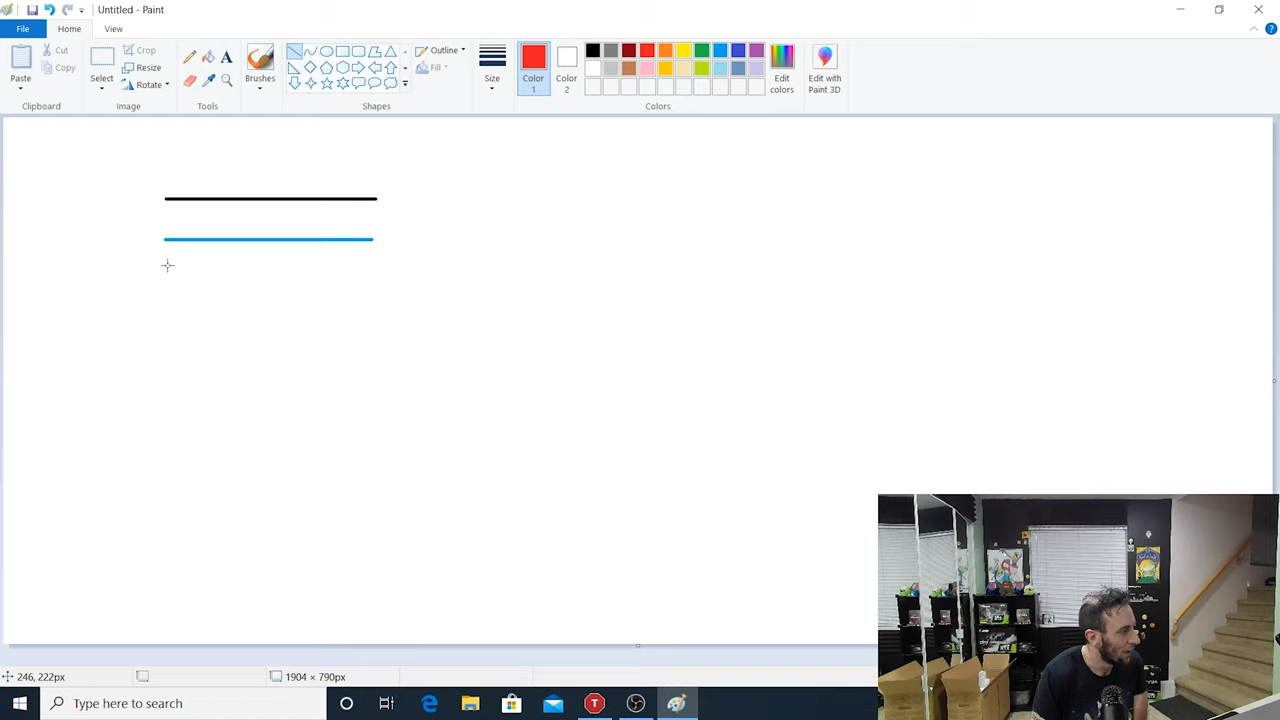 Untitled - Paint
File Home View
Paste
Cut
Copy
Clipboard
Select
Crop
Resize
Rotate
Image
A
Tools
Brushes
Outline
Fill
Shapes
Size
Color 1
Color 2
Edit colors
Colors
Edit with Paint 3D
246, 222px
1904 × 790px
Type here to search
T